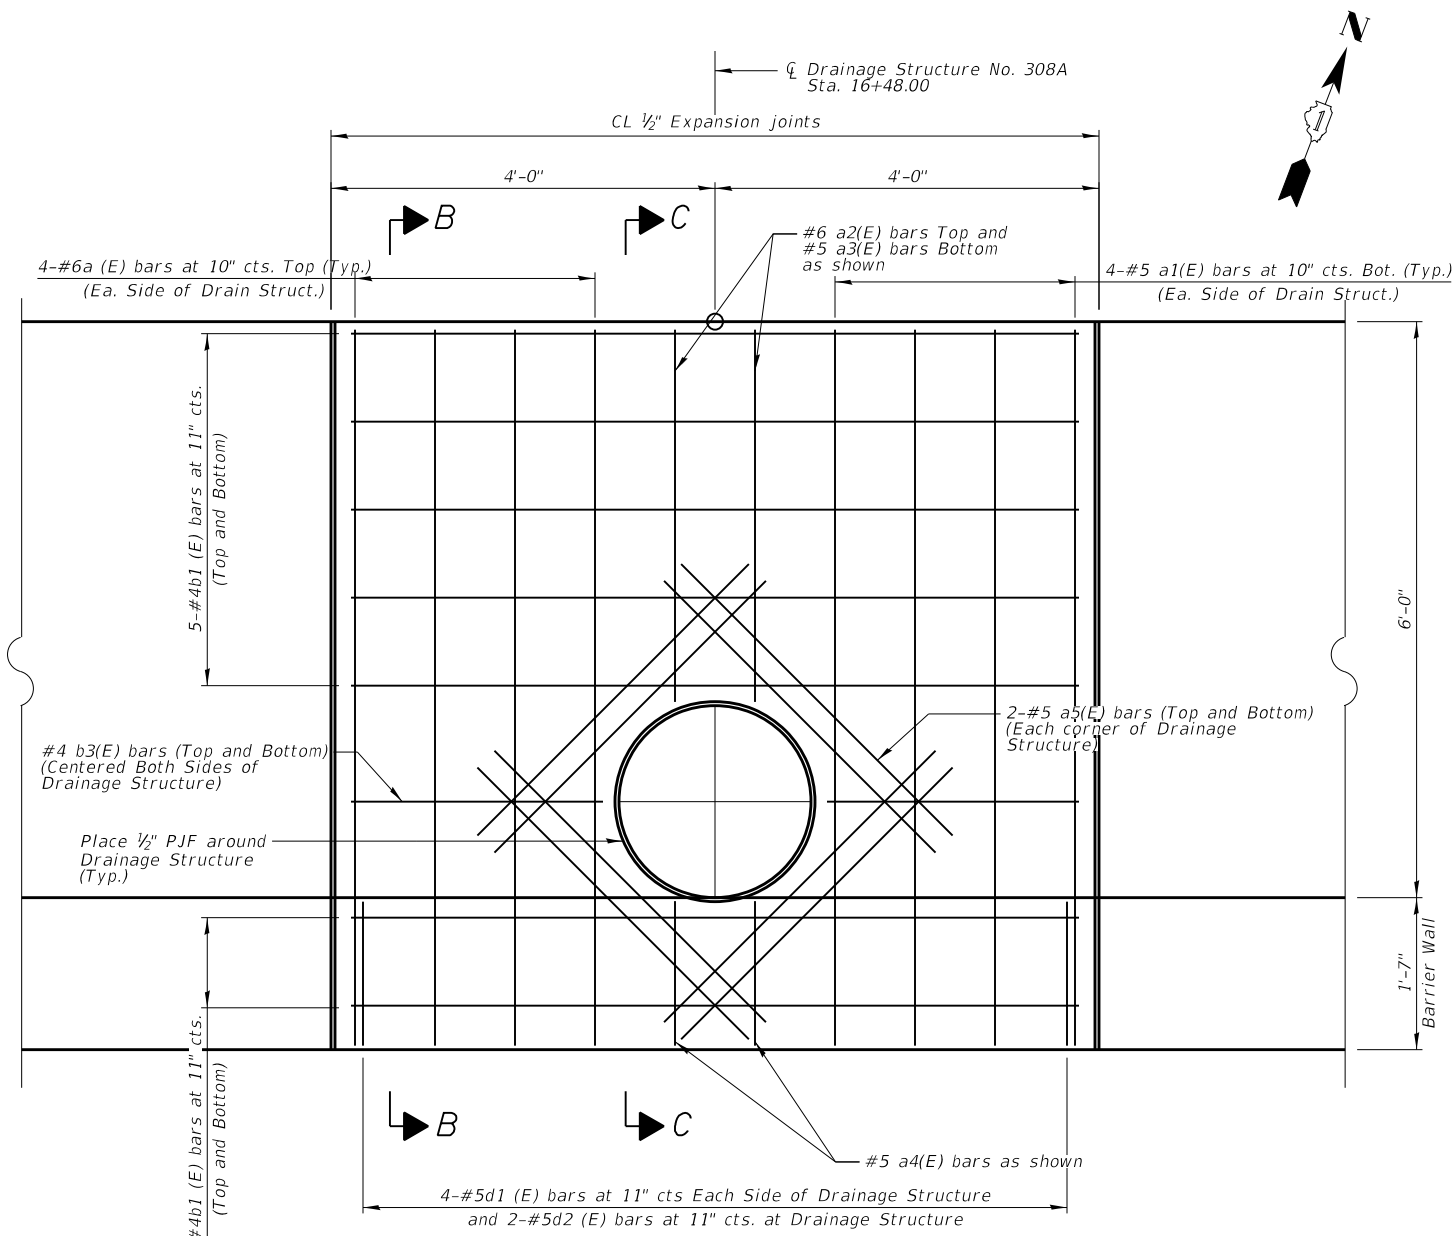 N
1
℄ Drainage Structure No. 308A
Sta. 16+48.00
CL ½" Expansion joints
4'-0"
4'-0"
B
C
#6 a2(E) bars Top and
#5 a3(E) bars Bottom
as shown
4-#6a (E) bars at 10" cts. Top (Typ.)
(Ea. Side of Drain Struct.)
4-#5 a1(E) bars at 10" cts. Bot. (Typ.)
(Ea. Side of Drain Struct.)
5-#4b1 (E) bars at 11" cts.
(Top and Bottom)
6'-0"
2-#5 a5(E) bars (Top and Bottom)
(Each corner of Drainage
Structure)
#4 b3(E) bars (Top and Bottom)
(Centered Both Sides of
Drainage Structure)
Place ½" PJF around
Drainage Structure
(Typ.)
1'-7"
Barrier Wall
#4b1 (E) bars at 11" cts.
(Top and Bottom)
B
C
#5 a4(E) bars as shown
4-#5d1 (E) bars at 11" cts Each Side of Drainage Structure
and 2-#5d2 (E) bars at 11" cts. at Drainage Structure